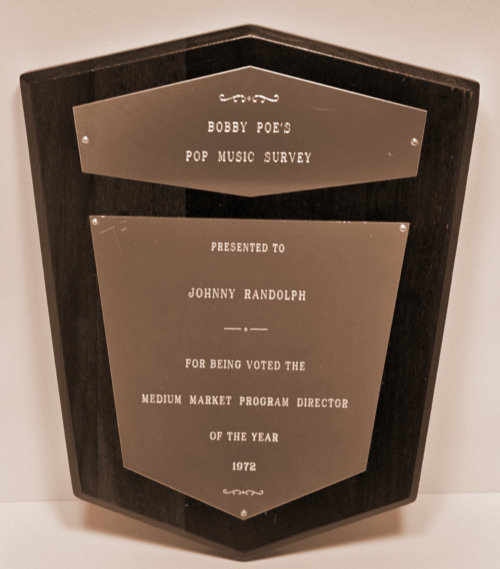 BOBBY POE'S
POP MUSIC SURVEY
PRESENTED TO
JOHNNY RANDOLPH
FOR BEING VOTED THE
MEDIUM MARKET PROGRAM DIRECTOR
OF THE YEAR
1972